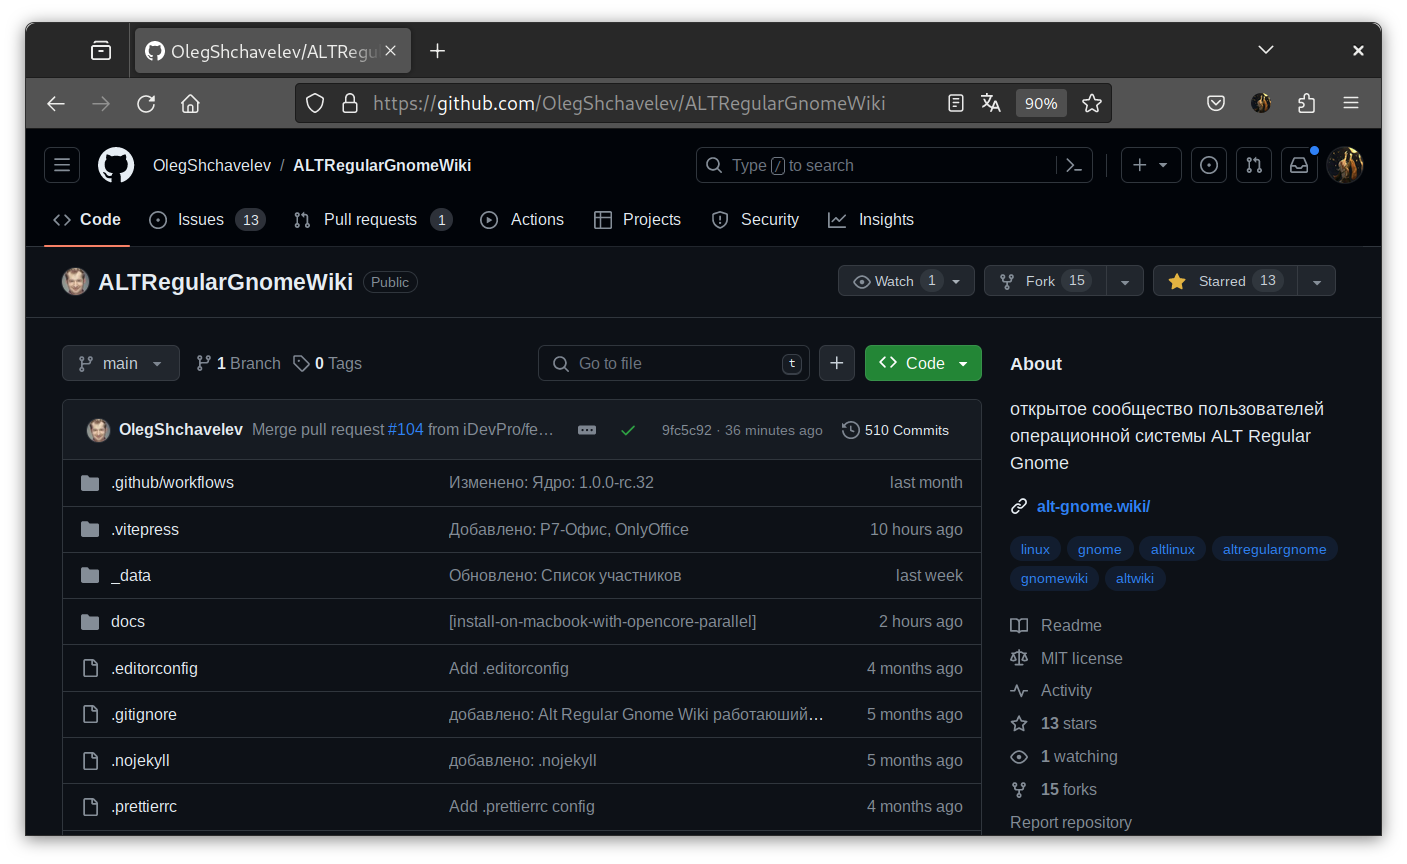 OlegShchavelev/ALTRegu
https://github.com/OlegShchavelev/ALTRegularGnomeWiki 90%
OlegShchavelev / ALTRegularGnomeWiki Type / to search
Code Issues 13 Pull requests 1 Actions Projects Security Insights
ALTRegularGnomeWiki Public Watch 1 Fork 15 Starred 13
main 1 Branch 0 Tags Go to file t Code
OlegShchavelev Merge pull request #104 from iDevPro/fe… 9fc5c92 · 36 minutes ago 510 Commits
.github/workflows Изменено: Ядро: 1.0.0-rc.32 last month
.vitepress Добавлено: Р7-Офис, OnlyOffice 10 hours ago
_data Обновлено: Список участников last week
docs [install-on-macbook-with-opencore-parallel] 2 hours ago
.editorconfig Add .editorconfig 4 months ago
.gitignore добавлено: Alt Regular Gnome Wiki работаюший… 5 months ago
.nojekyll добавлено: .nojekyll 5 months ago
.prettierrc Add .prettierrc config 4 months ago
About
открытое сообщество пользователей
операционной системы ALT Regular
Gnome
alt-gnome.wiki/
linux gnome altlinux altregulargnome
gnomewiki altwiki
Readme
MIT license
Activity
13 stars
1 watching
15 forks
Report repository